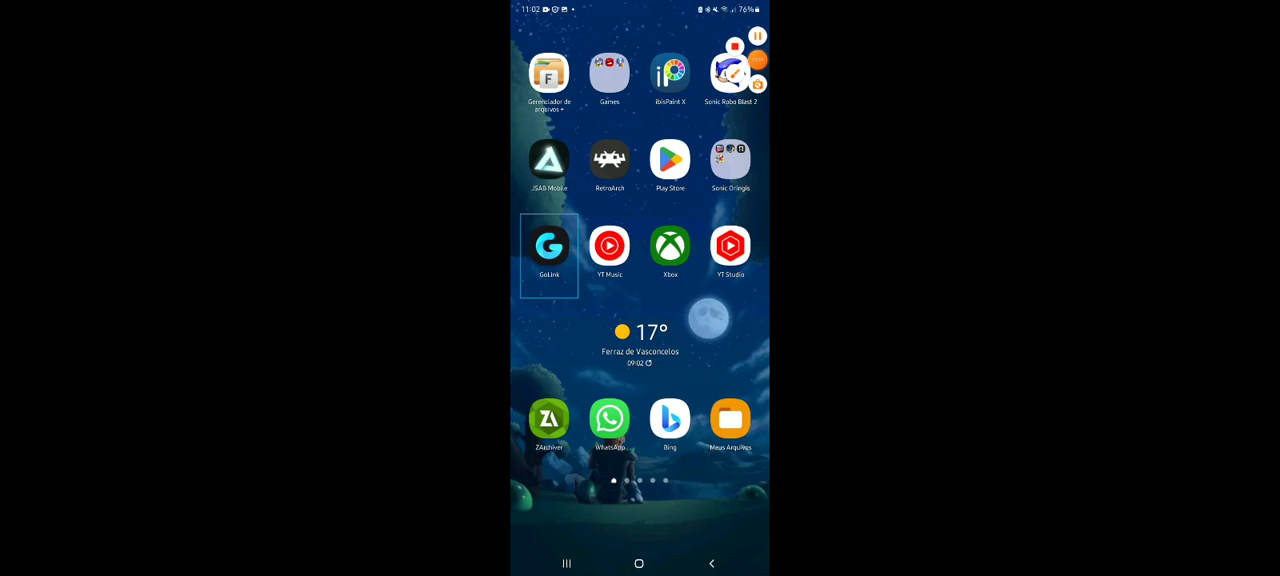 11:02
76%
Gerenciador de
arquivos +
Games
ibisPaint X
Sonic Robo Blast 2
JSAB Mobile
RetroArch
Play Store
Sonic Oringis
GoLink
YT Music
Xbox
YT Studio
17°
Ferraz de Vasconcelos
09:02
ZArchiver
WhatsApp
Bing
Meus Arquivos